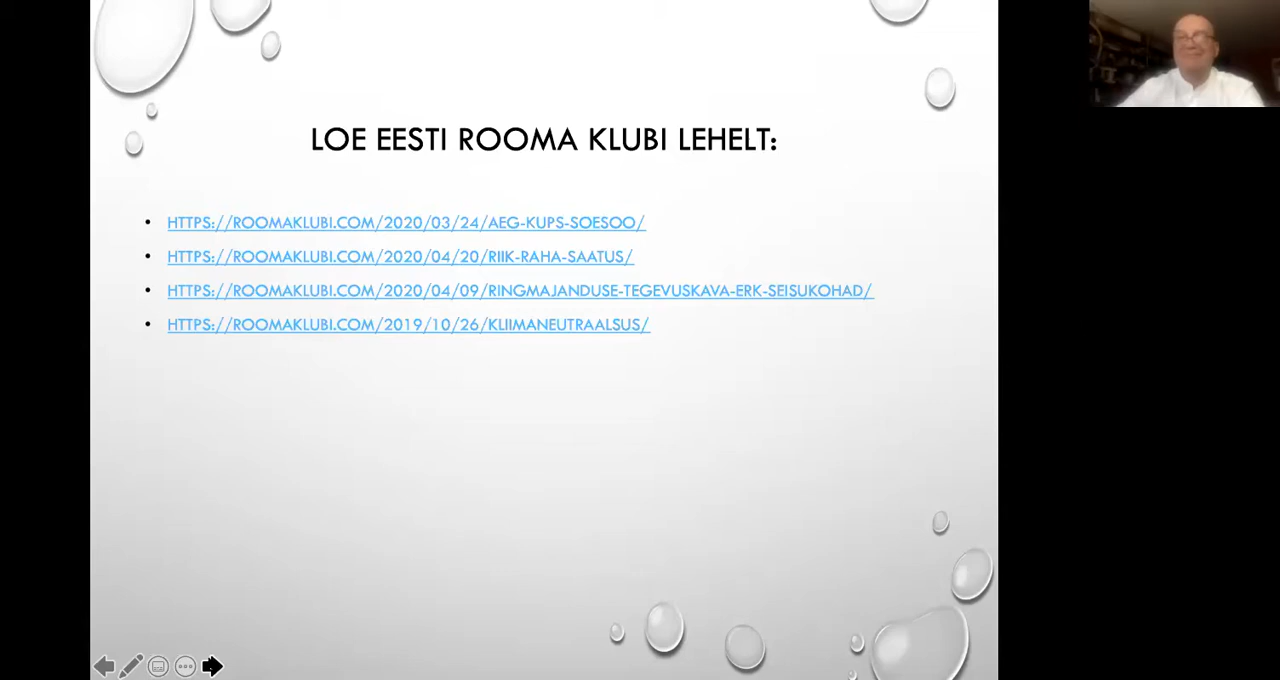 LOE EESTI ROOMA KLUBI LEHELT:
• HTTPS://ROOMAKLUBI.COM/2020/03/24/AEG-KUPS-SOESOO/
• HTTPS://ROOMAKLUBI.COM/2020/04/20/RIIK-RAHA-SAATUS/
• HTTPS://ROOMAKLUBI.COM/2020/04/09/RINGMAJANDUSE-TEGEVUSKAVA-ERK-SEISUKOHAD/
• HTTPS://ROOMAKLUBI.COM/2019/10/26/KLIIMANEUTRAALSUS/